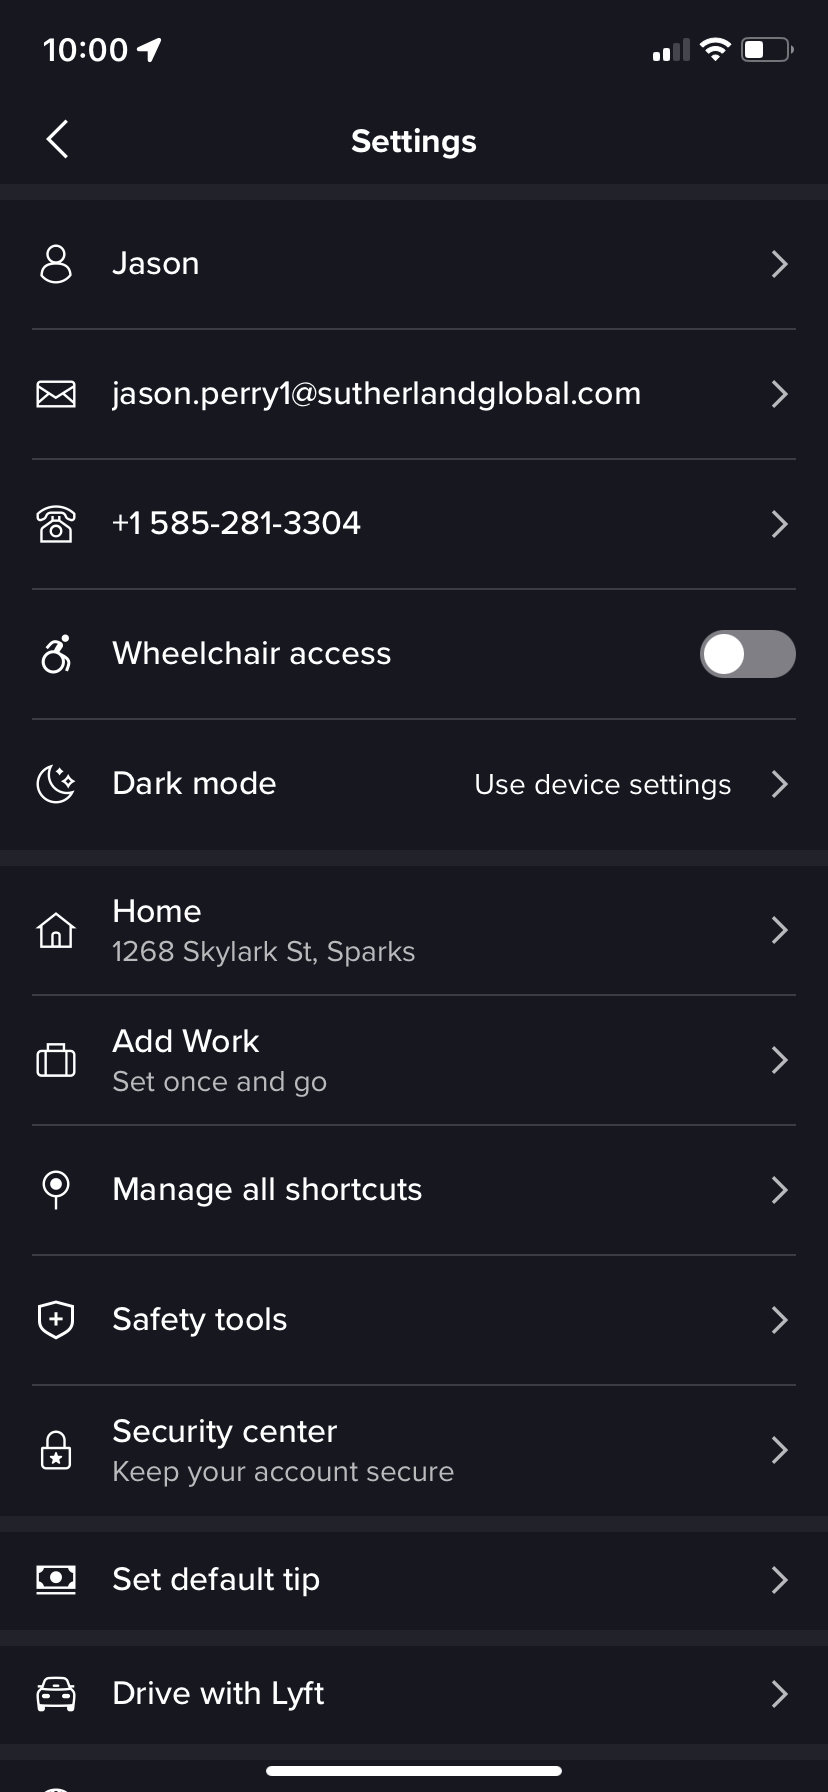 10:00
Settings
Jason
jason.perry1@sutherlandglobal.com
+1 585-281-3304
Wheelchair access
Dark mode Use device settings
Home
1268 Skylark St, Sparks
Add Work
Set once and go
Manage all shortcuts
Safety tools
Security center
Keep your account secure
Set default tip
Drive with Lyft